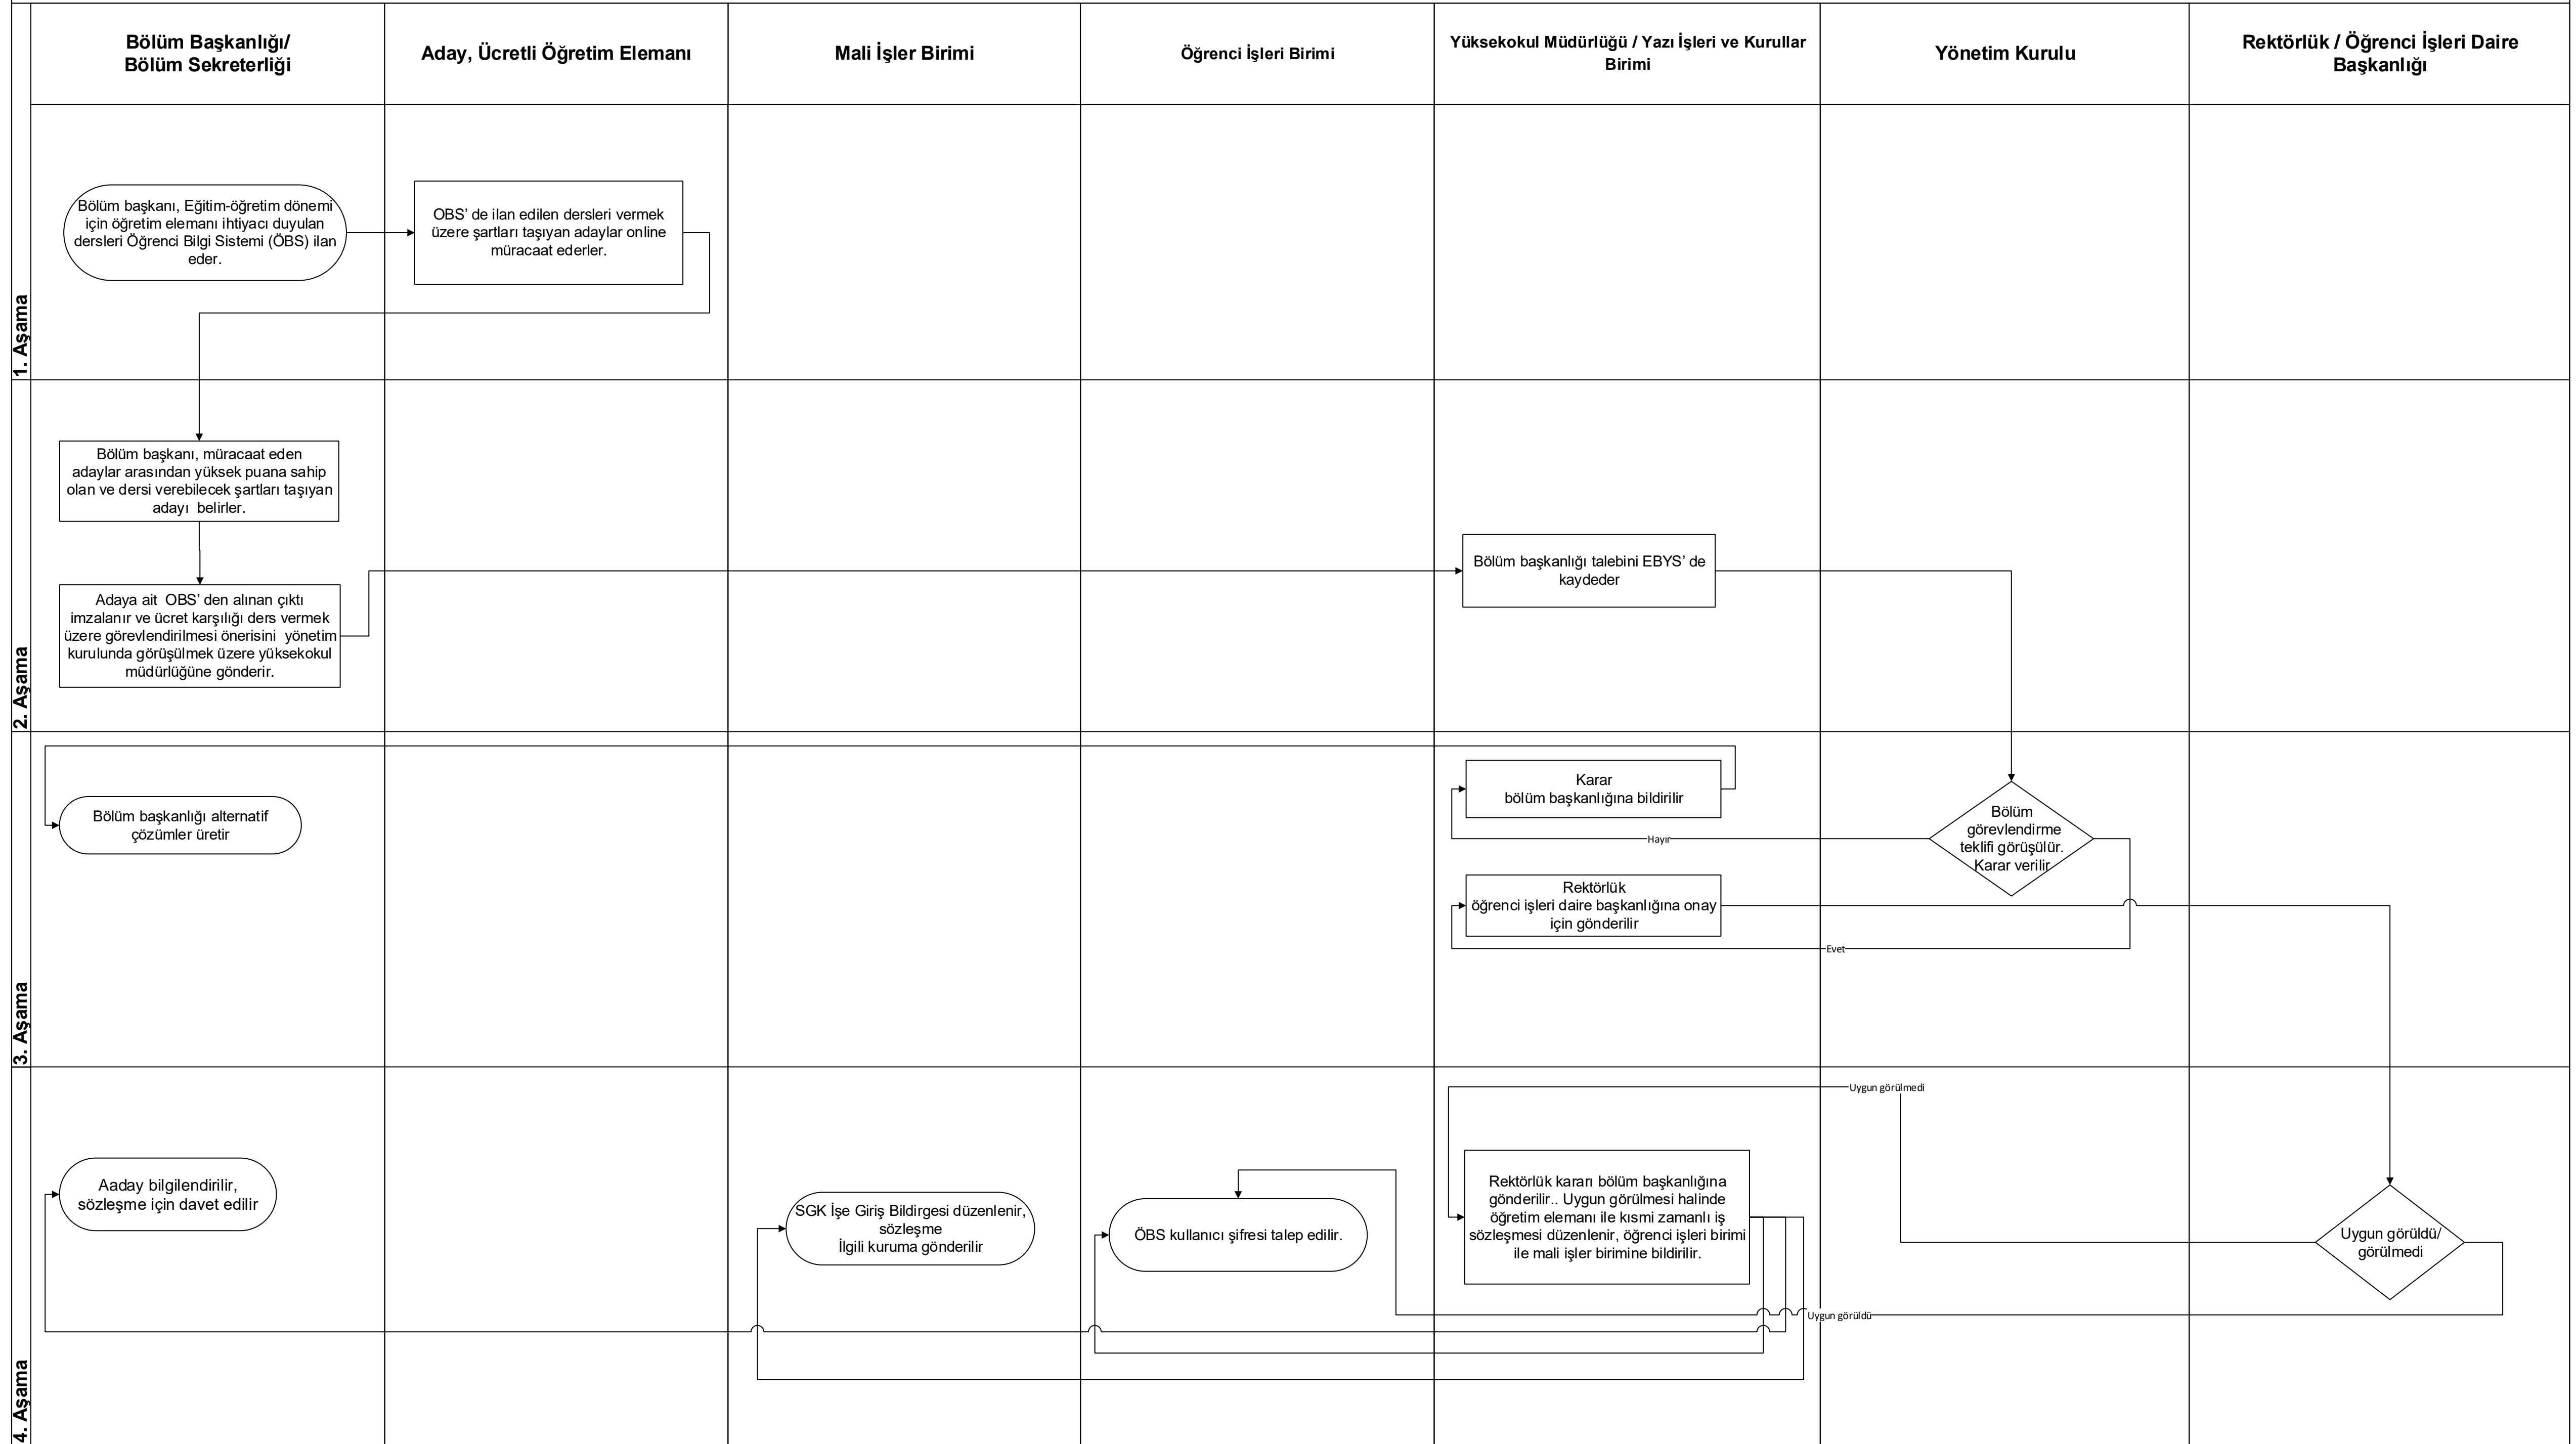 Bölüm Başkanlığı/
Bölüm Sekreterliği
Aday, Ücretli Öğretim Elemanı
Mali İşler Birimi
Öğrenci İşleri Birimi
Yüksekokul Müdürlüğü / Yazı İşleri ve Kurullar
Birimi
Yönetim Kurulu
Rektörlük / Öğrenci İşleri Daire
Başkanlığı
1. Aşama
Bölüm başkanı, Eğitim-öğretim dönemi
için öğretim elemanı ihtiyacı duyulan
dersleri Öğrenci Bilgi Sistemi (ÖBS) ilan
eder.
OBS’ de ilan edilen dersleri vermek
üzere şartları taşıyan adaylar online
müracaat ederler.
2. Aşama
Bölüm başkanı, müracaat eden
adaylar arasından yüksek puana sahip
olan ve dersi verebilecek şartları taşıyan
adayı  belirler.
Adaya ait  OBS’ den alınan çıktı
imzalanır ve ücret karşılığı ders vermek
üzere görevlendirilmesi önerisini  yönetim
kurulunda görüşülmek üzere yüksekokul
müdürlüğüne gönderir.
Bölüm başkanlığı talebini EBYS’ de
kaydeder
3. Aşama
Bölüm başkanlığı alternatif
çözümler üretir
Karar
bölüm başkanlığına bildirilir
Hayır
Bölüm
görevlendirme
teklifi görüşülür.
Karar verilir
Rektörlük
öğrenci işleri daire başkanlığına onay
için gönderilir
Evet
4. Aşama
Uygun görülmedi
Aaday bilgilendirilir,
sözleşme için davet edilir
SGK İşe Giriş Bildirgesi düzenlenir,
sözleşme
İlgili kuruma gönderilir
ÖBS kullanıcı şifresi talep edilir.
Rektörlük kararı bölüm başkanlığına
gönderilir.. Uygun görülmesi halinde
öğretim elemanı ile kısmi zamanlı iş
sözleşmesi düzenlenir, öğrenci işleri birimi
ile mali işler birimine bildirilir.
Uygun görüldü/
görülmedi
Uygun görüldü